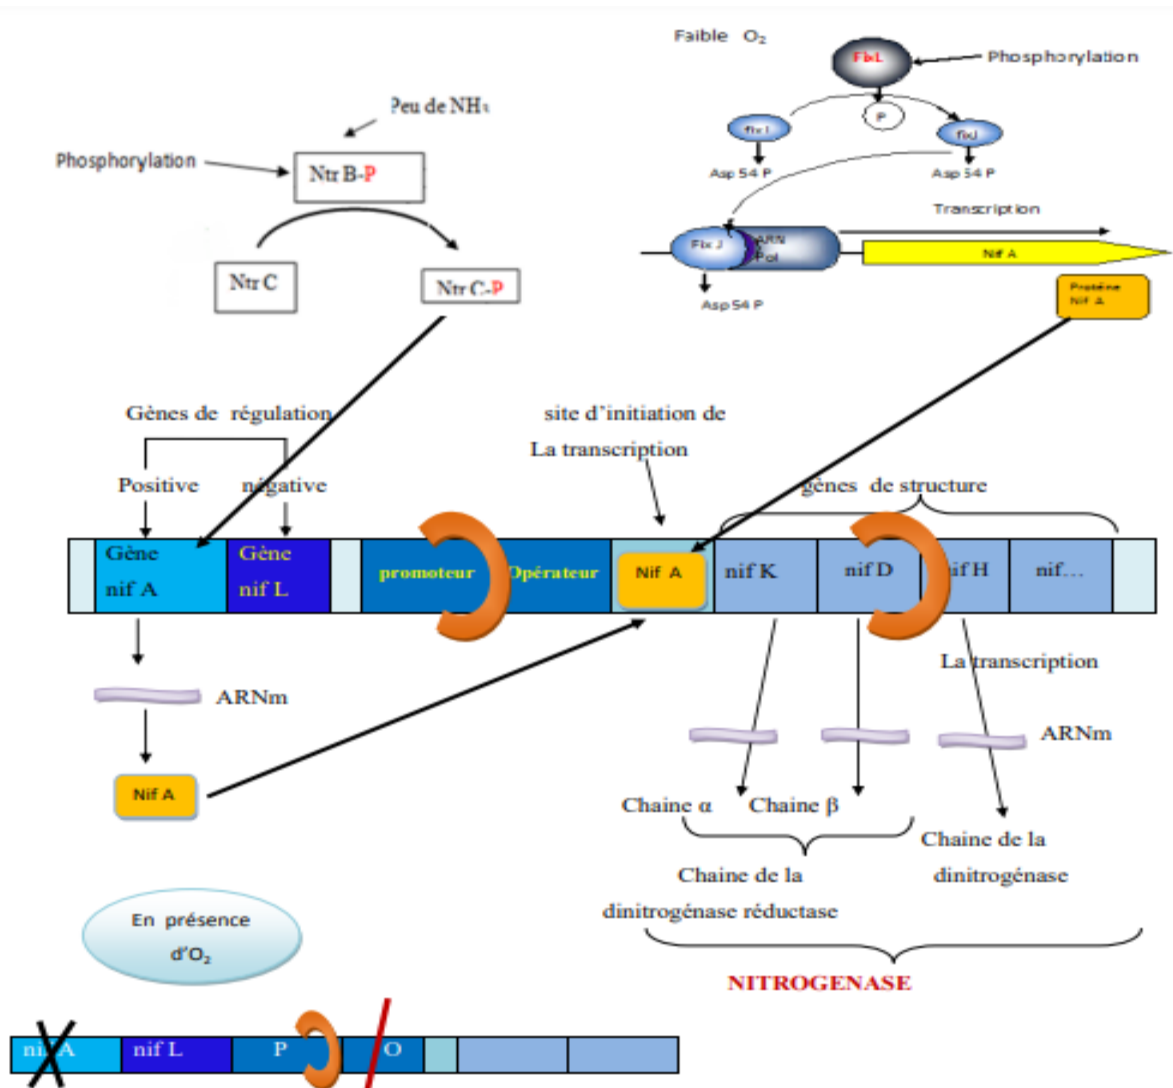 Faible O₂
FixL
Phosphorylation
P
fixJ
Asp 54 P
Asp 54 P
Transcription
Fix J
ARN
Pol
Nif A
Asp 54 P
Protéine
Nif A
Peu de NH₃
Phosphorylation
Ntr B-P
Ntr C
Ntr C-P
Gènes de régulation
Positive
négative
site d'initiation de
La transcription
gènes de structure
Gène
nif A
Gène
nif L
promoteur
Opérateur
Nif A
nif K
nif D
nif H
nif...
ARNm
Nif A
La transcription
ARNm
Chaine α
Chaine β
Chaine de la
dinitrogénase réductase
Chaine de la
dinitrogénase
NITROGENASE
En présence
d'O₂
nif A
nif L
P
O